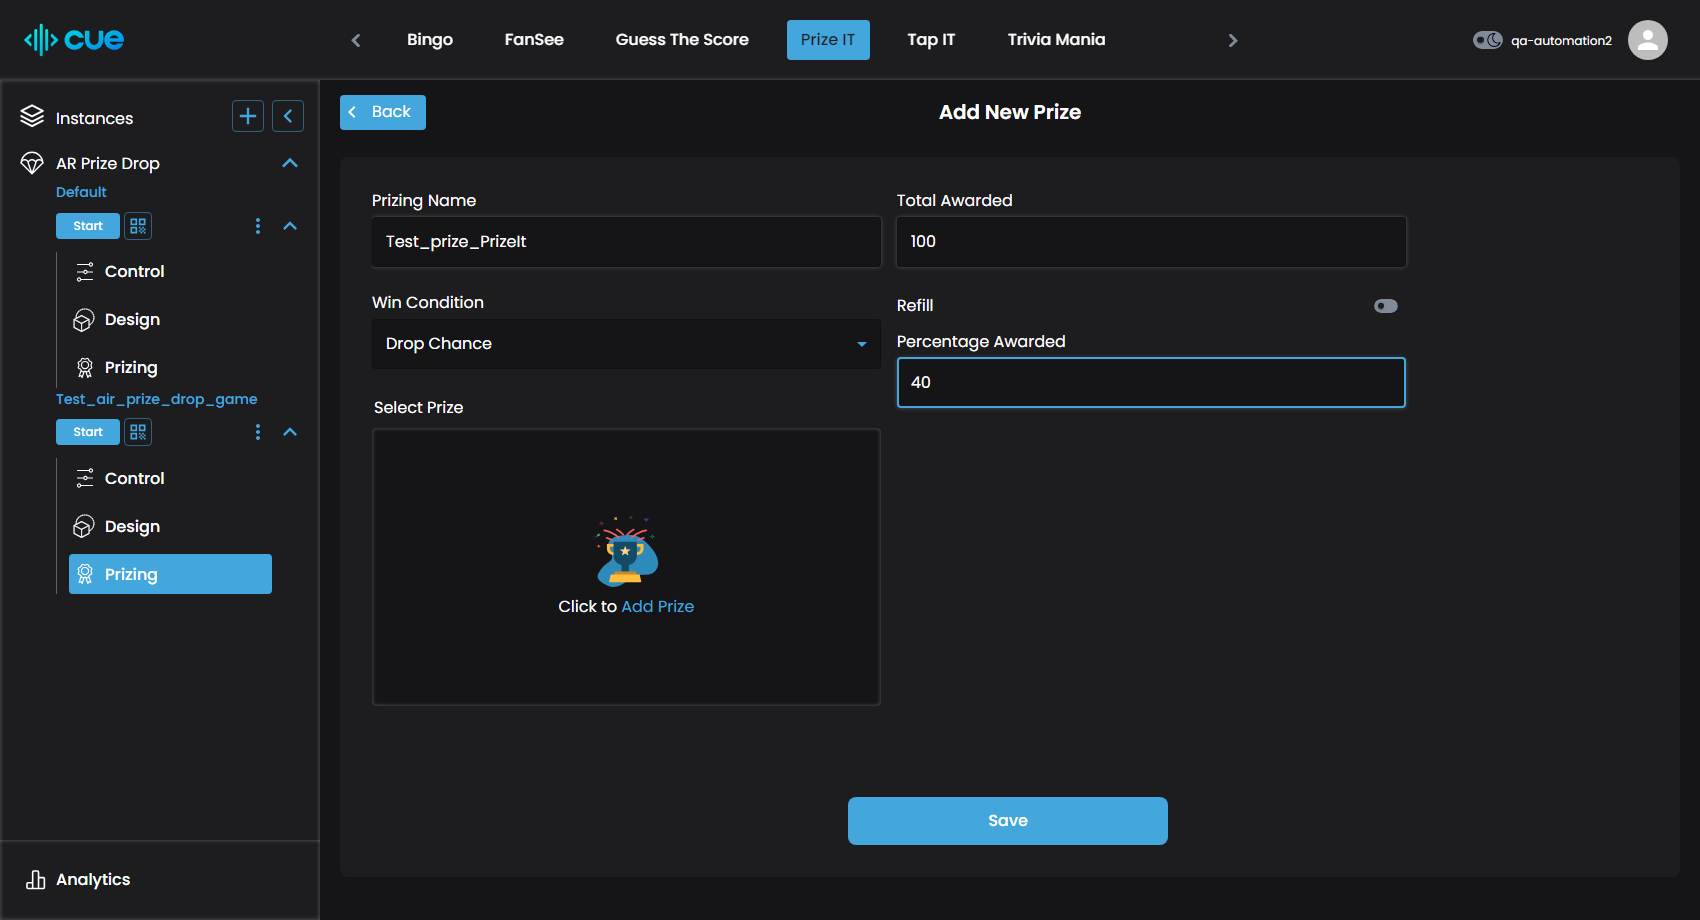 cue
Bingo
FanSee
Guess The Score
Prize IT
Tap IT
Trivia Mania
qa-automation2
Instances
AR Prize Drop
Default
Start
Control
Design
Prizing
Test_air_prize_drop_game
Start
Control
Design
Prizing
Analytics
Back
Add New Prize
Prizing Name
Test_prize_PrizeIt
Total Awarded
100
Win Condition
Drop Chance
Refill
Percentage Awarded
40
Select Prize
Click to Add Prize
Save